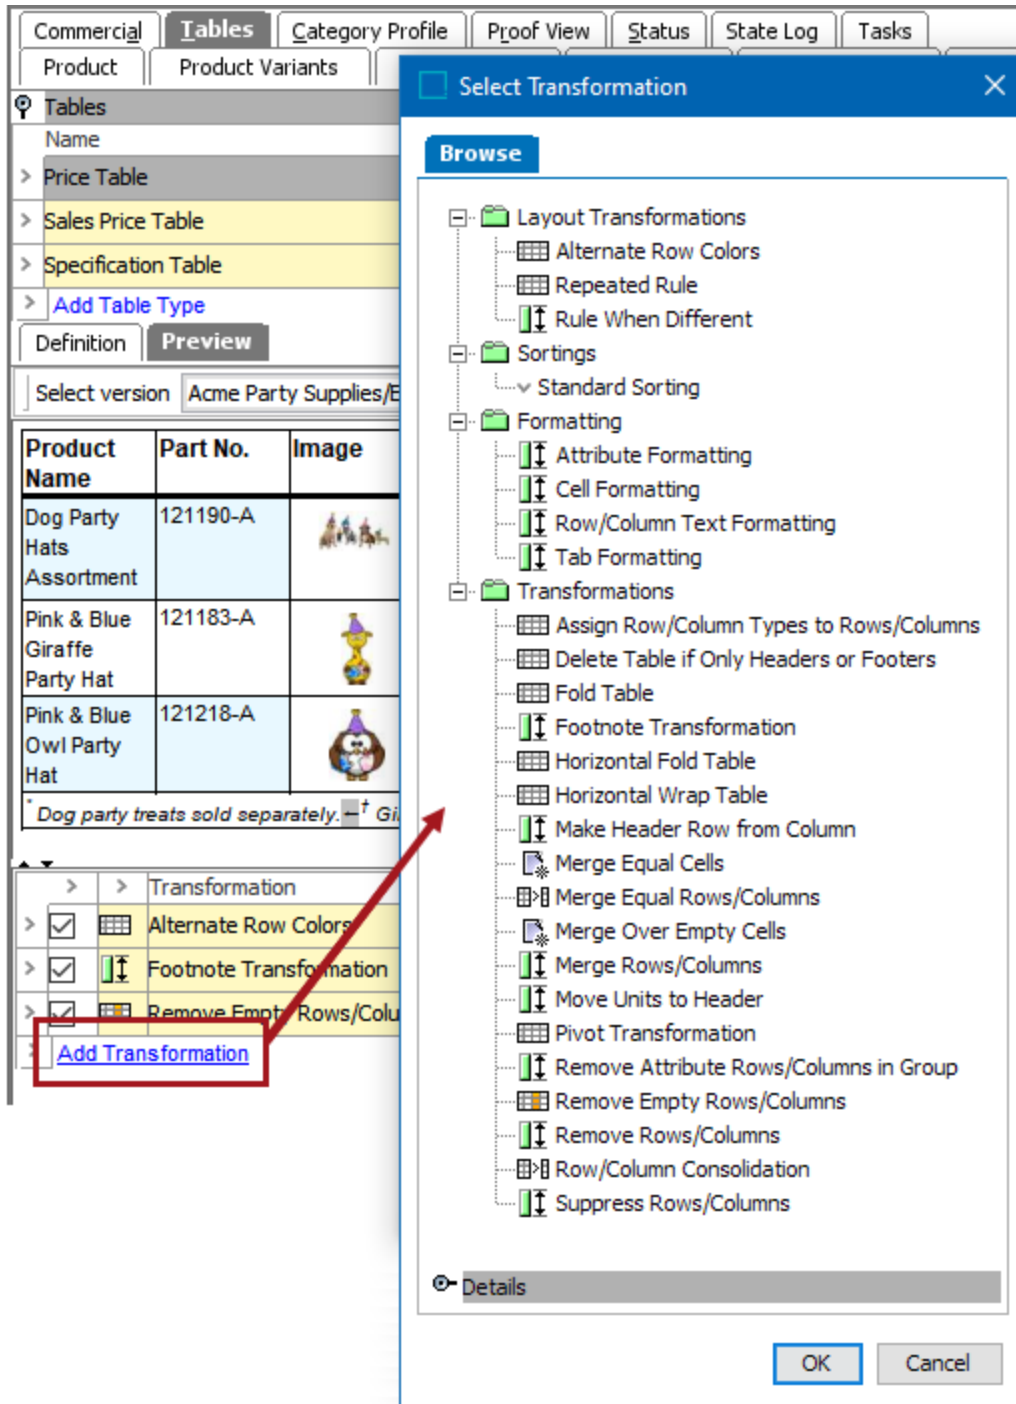 Commercial Tables Category Profile Proof View Status State Log Tasks
Product Product Variants
Tables
Name
Price Table
Sales Price Table
Specification Table
Add Table Type
Definition Preview
Select version Acme Party Supplies/E
Product Name Part No. Image
Dog Party Hats Assortment 121190-A
Pink & Blue Giraffe Party Hat 121183-A
Pink & Blue Owl Party Hat 121218-A
* Dog party treats sold separately. † Gi
Transformation
Alternate Row Colors
Footnote Transformation
Remove Empty Rows/Colu
Add Transformation
Select Transformation
Browse
Layout Transformations
Alternate Row Colors
Repeated Rule
Rule When Different
Sortings
Standard Sorting
Formatting
Attribute Formatting
Cell Formatting
Row/Column Text Formatting
Tab Formatting
Transformations
Assign Row/Column Types to Rows/Columns
Delete Table if Only Headers or Footers
Fold Table
Footnote Transformation
Horizontal Fold Table
Horizontal Wrap Table
Make Header Row from Column
Merge Equal Cells
Merge Equal Rows/Columns
Merge Over Empty Cells
Merge Rows/Columns
Move Units to Header
Pivot Transformation
Remove Attribute Rows/Columns in Group
Remove Empty Rows/Columns
Remove Rows/Columns
Row/Column Consolidation
Suppress Rows/Columns
Details
OK Cancel